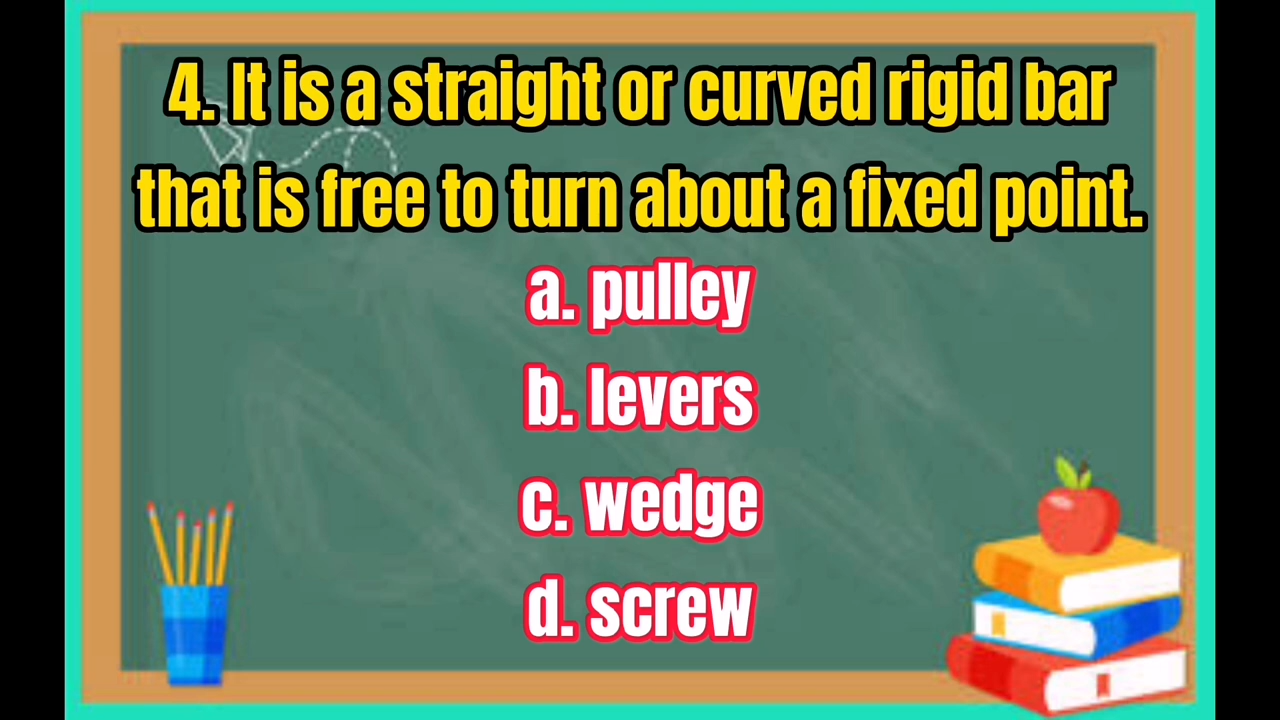 4. It is a straight or curved rigid bar
that is free to turn about a fixed point.
a. pulley
b. levers
c. wedge
d. screw